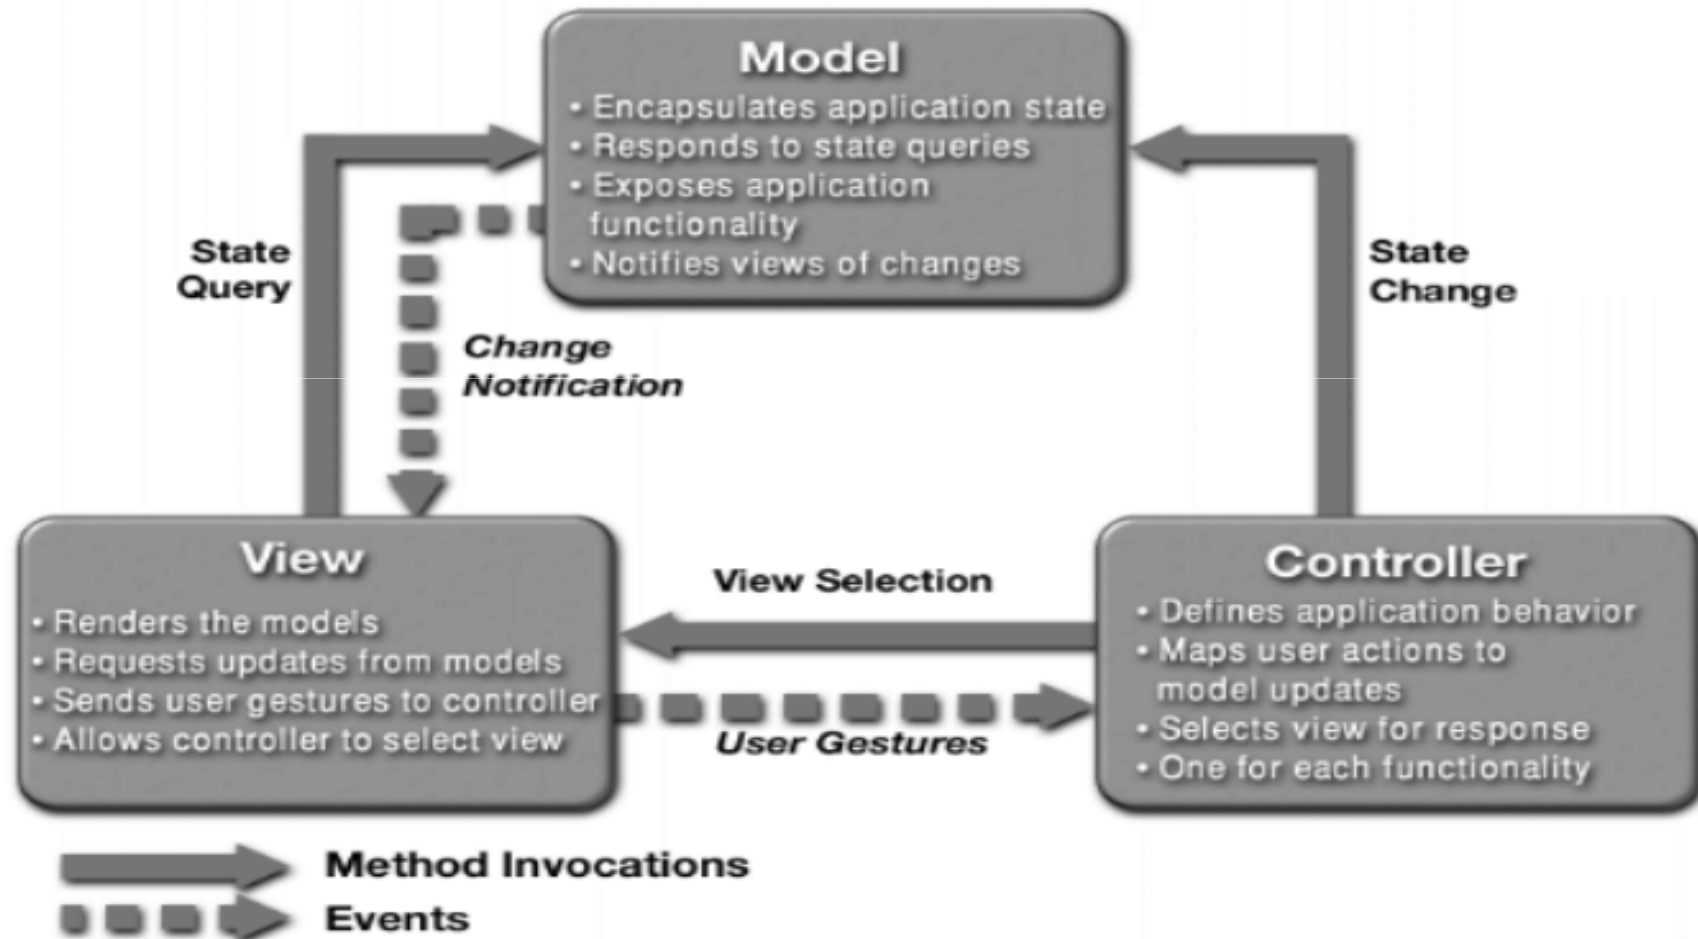 Model
• Encapsulates application state
• Responds to state queries
• Exposes application
functionality
• Notifies views of changes
State
Query
Change
Notification
State
Change
View
• Renders the models
• Requests updates from models
• Sends user gestures to controller
• Allows controller to select view
View Selection
User Gestures
Controller
• Defines application behavior
• Maps user actions to
model updates
• Selects view for response
• One for each functionality
Method Invocations
Events